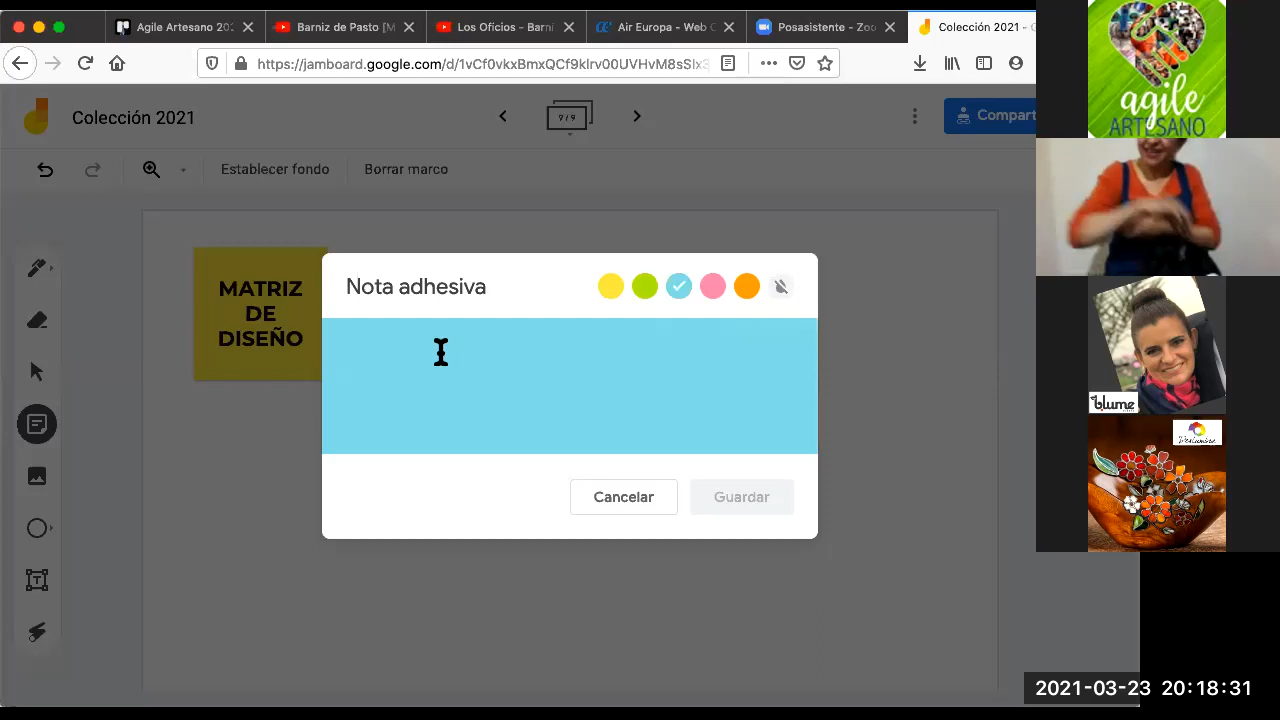 Agile Artesano 202
Barniz de Pasto [M
Los Oficios - Barni
Air Europa - Web C
Posasistente - Zoo
Colección 2021 - G
https://jamboard.google.com/d/1vCf0vkxBmxQCf9klrv00UVHvM8sSlx3
Colección 2021
9/9
Compart
Establecer fondo
Borrar marco
MATRIZ
DE
DISEÑO
Nota adhesiva
Cancelar
Guardar
agile
ARTESANO
blume
2021-03-23 20:18:31